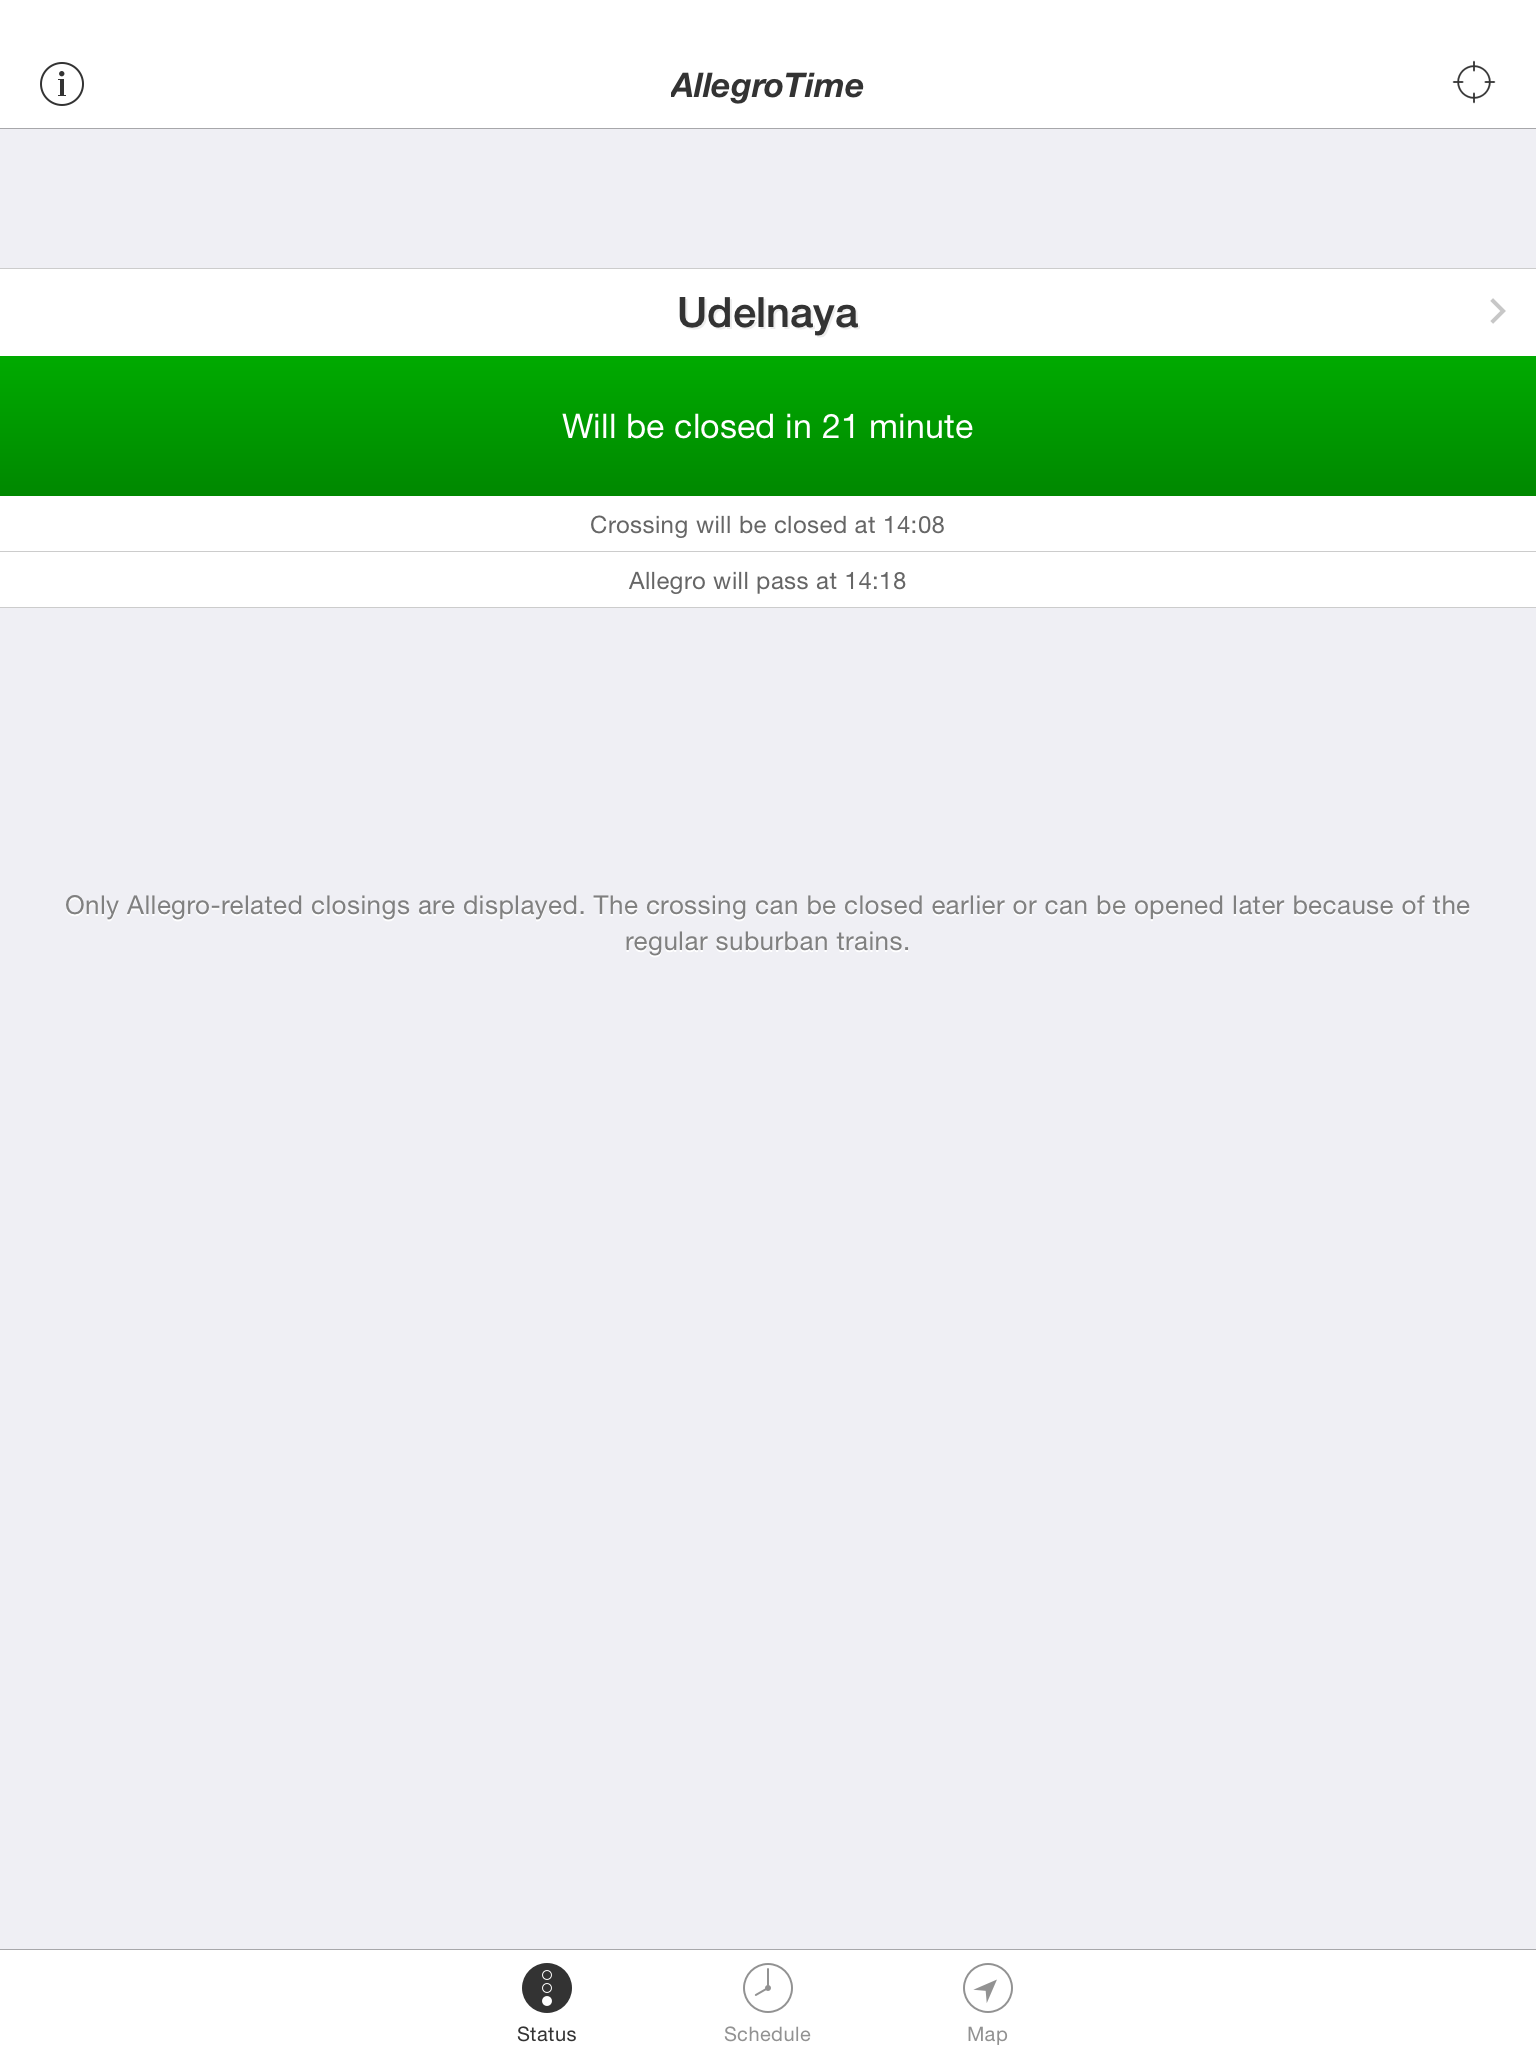 AllegroTime
Udelnaya
Will be closed in 21 minute
Crossing will be closed at 14:08
Allegro will pass at 14:18
Only Allegro-related closings are displayed. The crossing can be closed earlier or can be opened later because of the
regular suburban trains.
Status
Schedule
Map